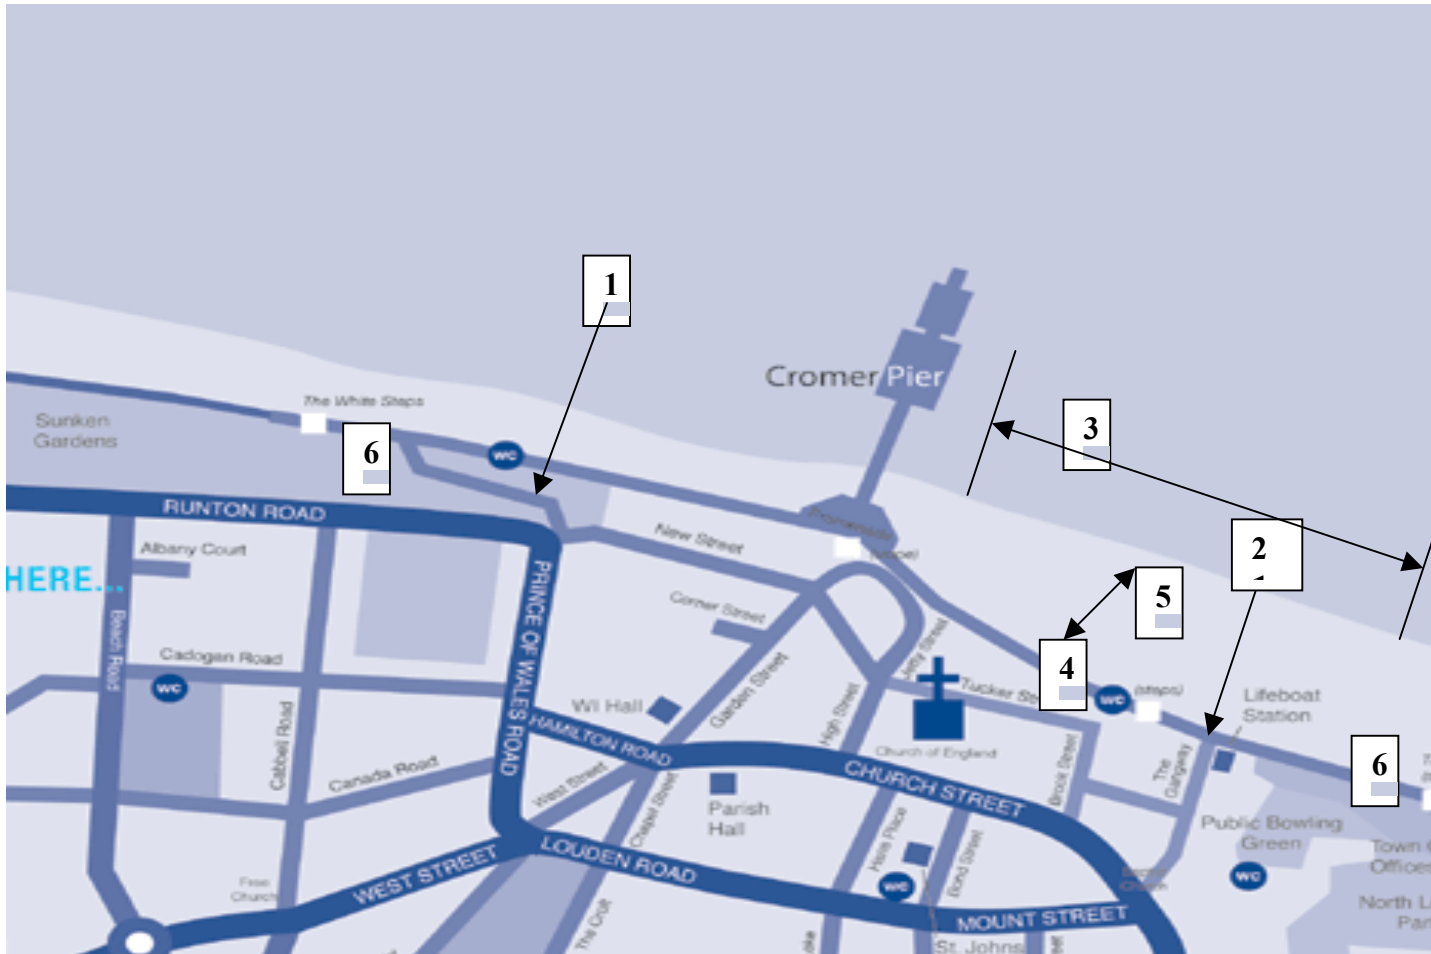 1
Cromer Pier
3
The White Steps
Sunken
Gardens
6
WC
RUNTON ROAD
Promenade
(slope)
2
New Street
Albany Court
HERE...
PRINCE OF WALES ROAD
5
Beach Road
Corner Street
Jetty Street
4
Cadogan Road
WC
Garden Street
WC
(steps)
Lifeboat
Station
WI Hall
High Street
Cabbell Road
HAMILTON ROAD
Church of England
The
Gangway
6
Canada Road
West Street
CHURCH STREET
Brook Street
Chapel Street
Parish
Hall
Public Bowling
Green
LOUDEN ROAD
Hans Place
Bond Street
WEST STREET
Free
Church
WC
WC
Church
MOUNT STREET
The Croft
St. Johns